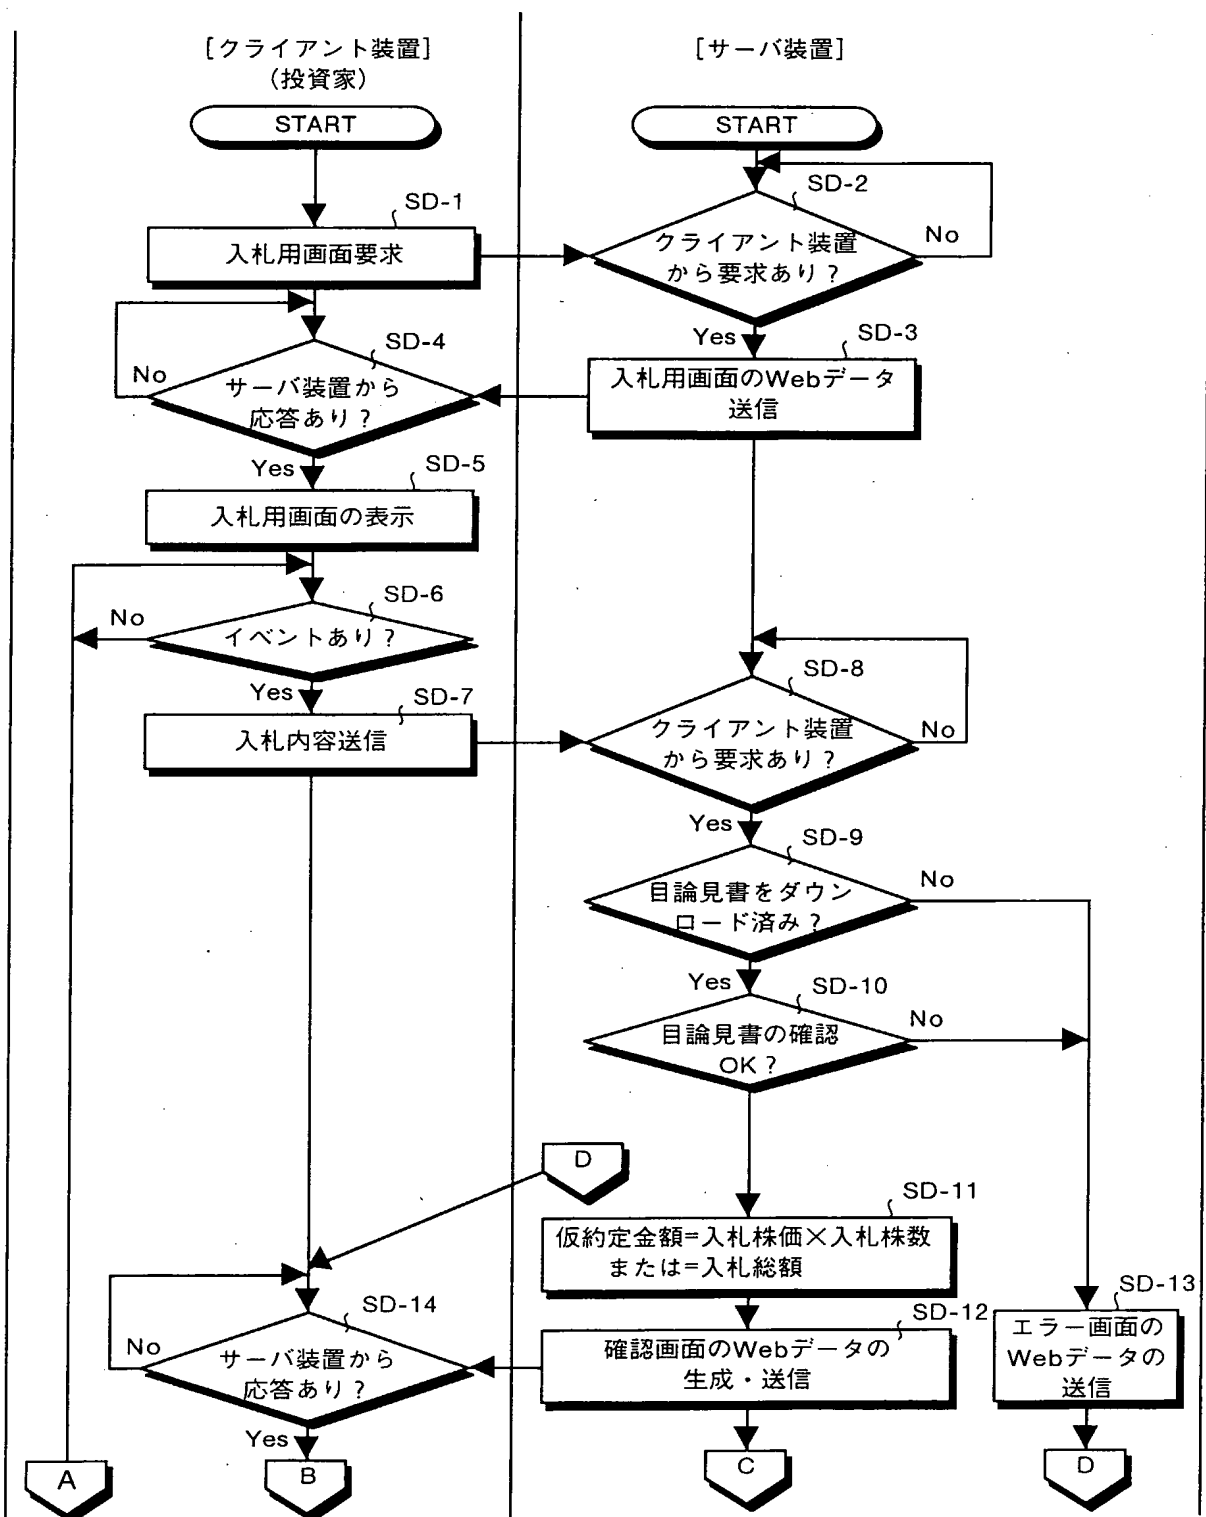 [クライアント装置]
(投資家)
START
SD-1
入札用画面要求
SD-4
サーバ装置から
応答あり？
No
Yes
SD-5
入札用画面の表示
SD-6
イベントあり？
No
Yes
SD-7
入札内容送信
SD-14
サーバ装置から
応答あり？
No
Yes
A
B
[サーバ装置]
START
SD-2
クライアント装置
から要求あり？
No
Yes
SD-3
入札用画面のWebデータ
送信
SD-8
クライアント装置
から要求あり？
No
Yes
SD-9
目論見書をダウン
ロード済み？
No
Yes
SD-10
目論見書の確認
OK？
No
D
SD-11
仮約定金額=入札株価×入札株数
または=入札総額
SD-12
確認画面のWebデータの
生成・送信
SD-13
エラー画面の
Webデータの
送信
C
D